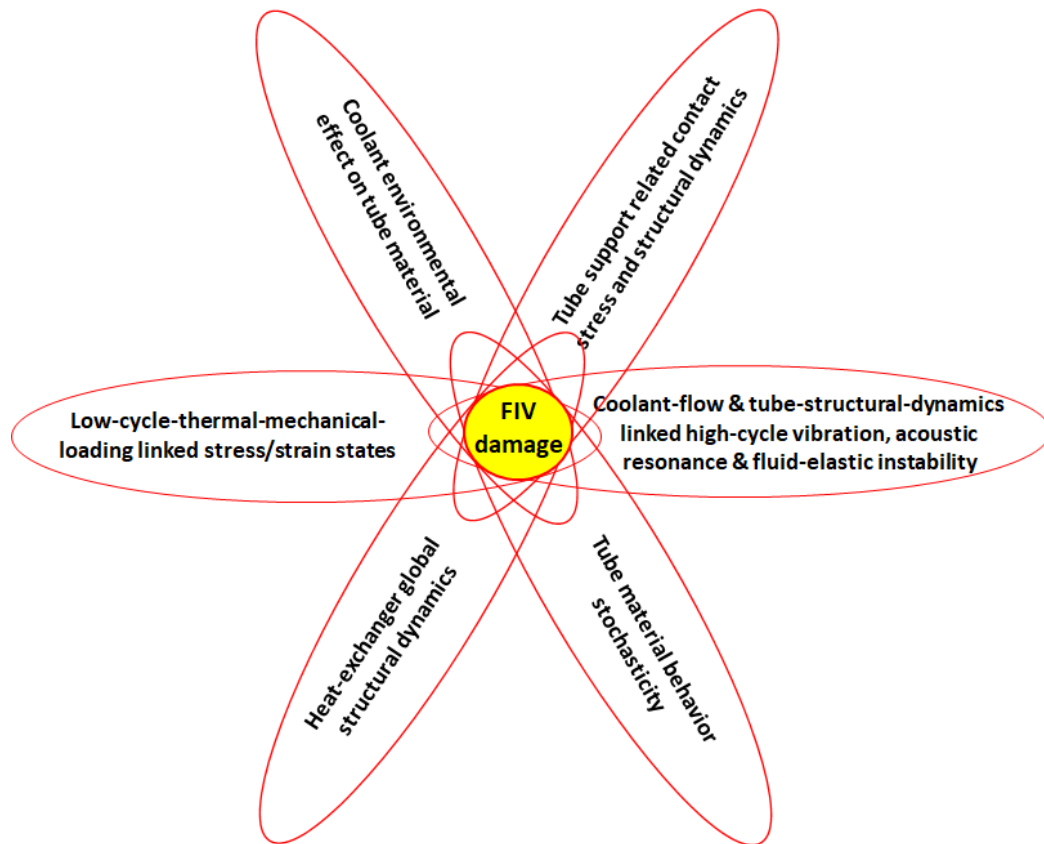 Coolant environmental
effect on tube material
Tube support related contact
stress and structural dynamics
Low-cycle-thermal-mechanical-
loading linked stress/strain states
FIV
damage
Coolant-flow & tube-structural-dynamics
linked high-cycle vibration, acoustic
resonance & fluid-elastic instability
Heat-exchanger global
structural dynamics
Tube material behavior
stochasticity